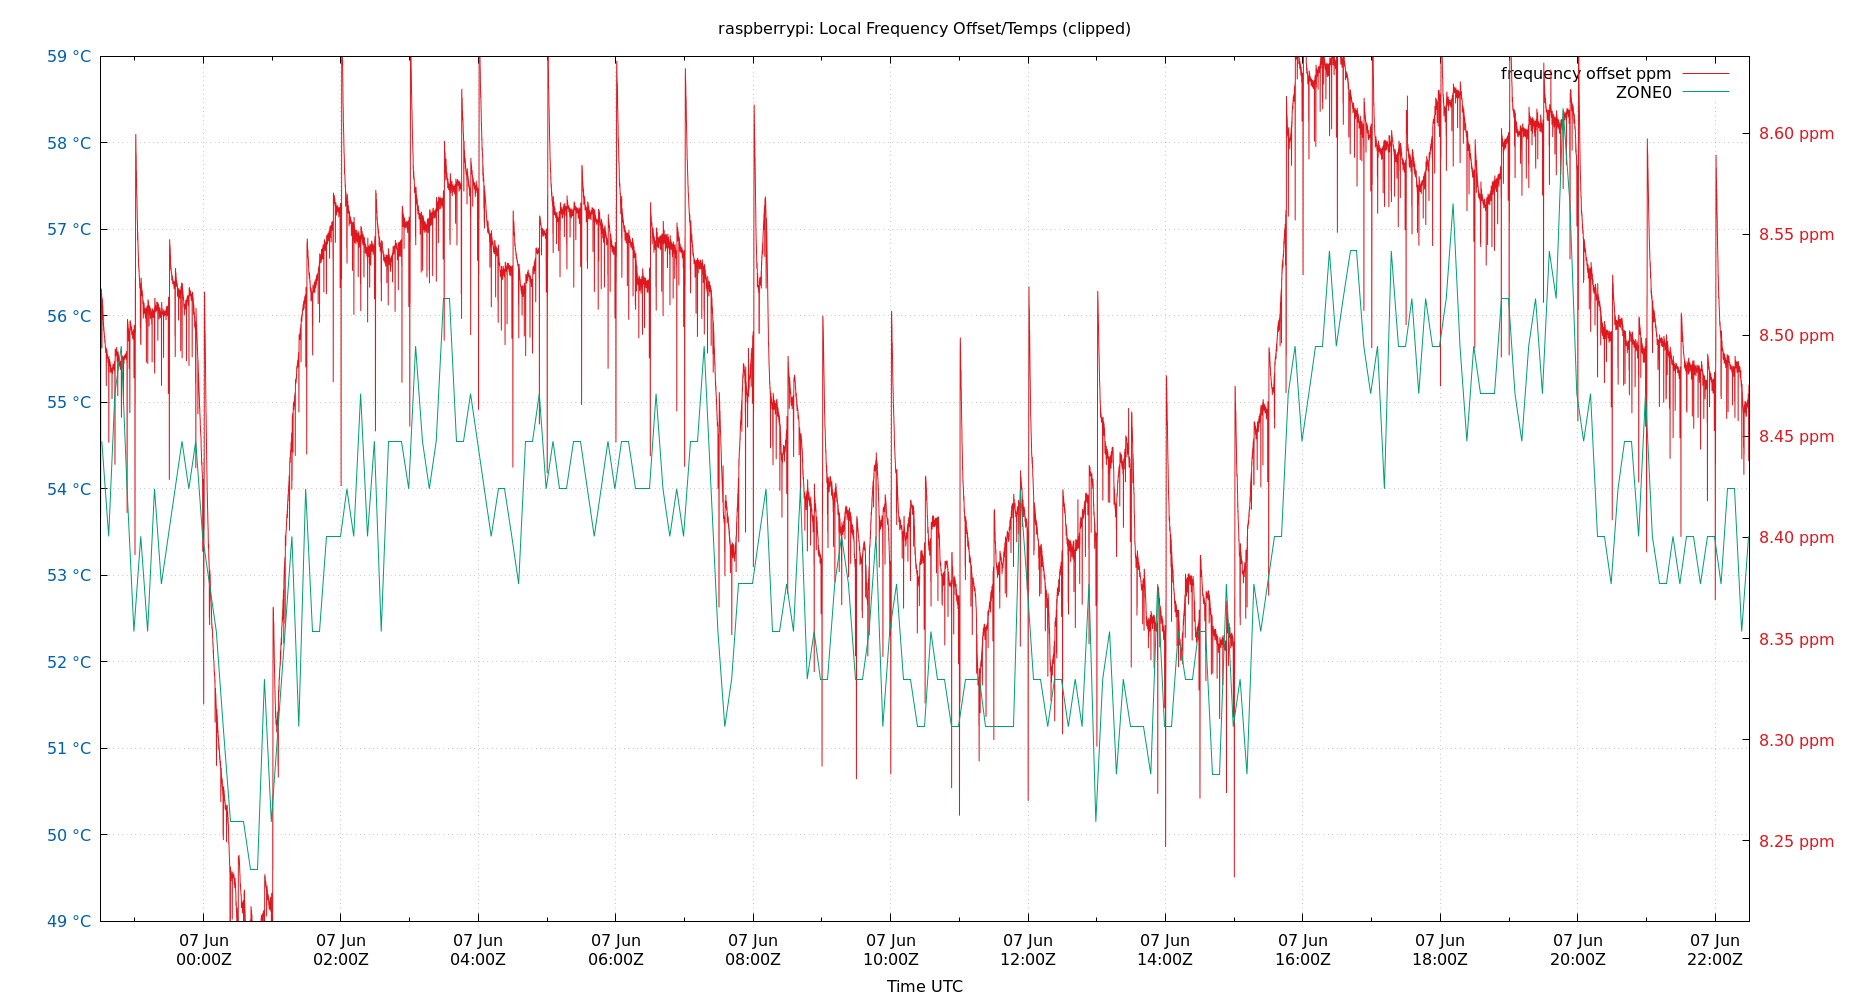 raspberrypi: Local Frequency Offset/Temps (clipped)
frequency offset ppm
ZONE0
59 °C
58 °C
57 °C
56 °C
55 °C
54 °C
53 °C
52 °C
51 °C
50 °C
49 °C
8.60 ppm
8.55 ppm
8.50 ppm
8.45 ppm
8.40 ppm
8.35 ppm
8.30 ppm
8.25 ppm
07 Jun
00:00Z
07 Jun
02:00Z
07 Jun
04:00Z
07 Jun
06:00Z
07 Jun
08:00Z
07 Jun
10:00Z
07 Jun
12:00Z
07 Jun
14:00Z
07 Jun
16:00Z
07 Jun
18:00Z
07 Jun
20:00Z
07 Jun
22:00Z
Time UTC